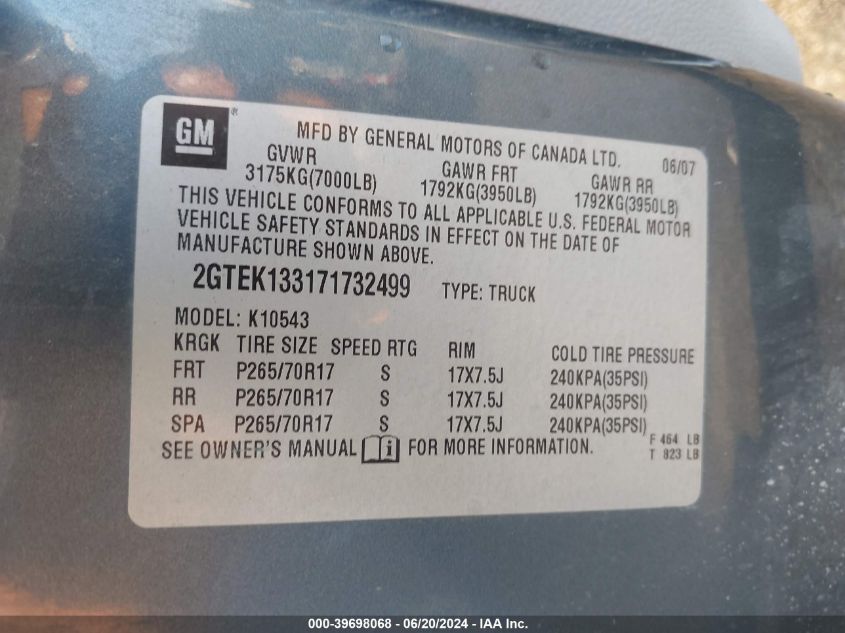 GM®
MFD BY GENERAL MOTORS OF CANADA LTD. 06/07
GVWR GAWR FRT GAWR RR
3175KG(7000LB) 1792KG(3950LB) 1792KG(3950LB)
THIS VEHICLE CONFORMS TO ALL APPLICABLE U.S. FEDERAL MOTOR
VEHICLE SAFETY STANDARDS IN EFFECT ON THE DATE OF
MANUFACTURE SHOWN ABOVE.
2GTEK133171732499 TYPE: TRUCK
MODEL: K10543
KRGK TIRE SIZE SPEED RTG RIM COLD TIRE PRESSURE
FRT P265/70R17 S 17X7.5J 240KPA(35PSI)
RR P265/70R17 S 17X7.5J 240KPA(35PSI)
SPA P265/70R17 S 17X7.5J 240KPA(35PSI)
SEE OWNER'S MANUAL i FOR MORE INFORMATION.
F 464 LB
T 823 LB
000-39698068 - 06/20/2024 - IAA Inc.